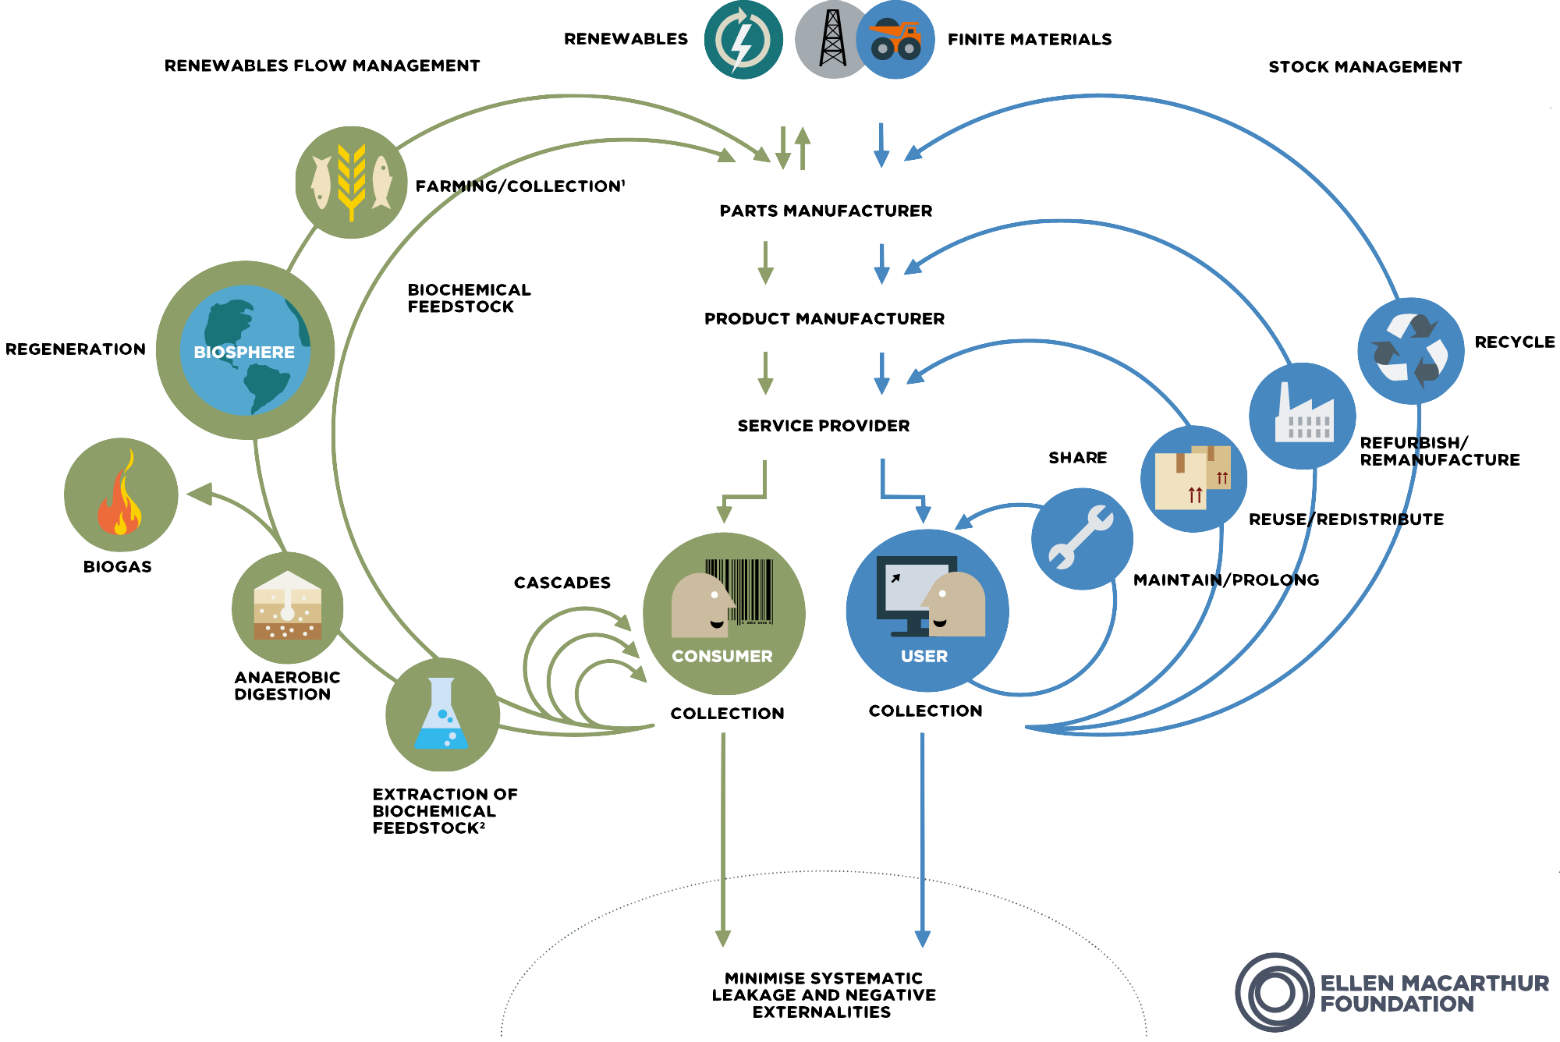 RENEWABLES
FINITE MATERIALS
RENEWABLES FLOW MANAGEMENT
STOCK MANAGEMENT
FARMING/COLLECTION¹
PARTS MANUFACTURER
BIOCHEMICAL
FEEDSTOCK
PRODUCT MANUFACTURER
REGENERATION
BIOSPHERE
RECYCLE
SERVICE PROVIDER
SHARE
REFURBISH/
REMANUFACTURE
REUSE/REDISTRIBUTE
BIOGAS
CASCADES
MAINTAIN/PROLONG
CONSUMER
USER
ANAEROBIC
DIGESTION
COLLECTION
COLLECTION
EXTRACTION OF
BIOCHEMICAL
FEEDSTOCK²
MINIMISE SYSTEMATIC
LEAKAGE AND NEGATIVE
EXTERNALITIES
ELLEN MACARTHUR
FOUNDATION